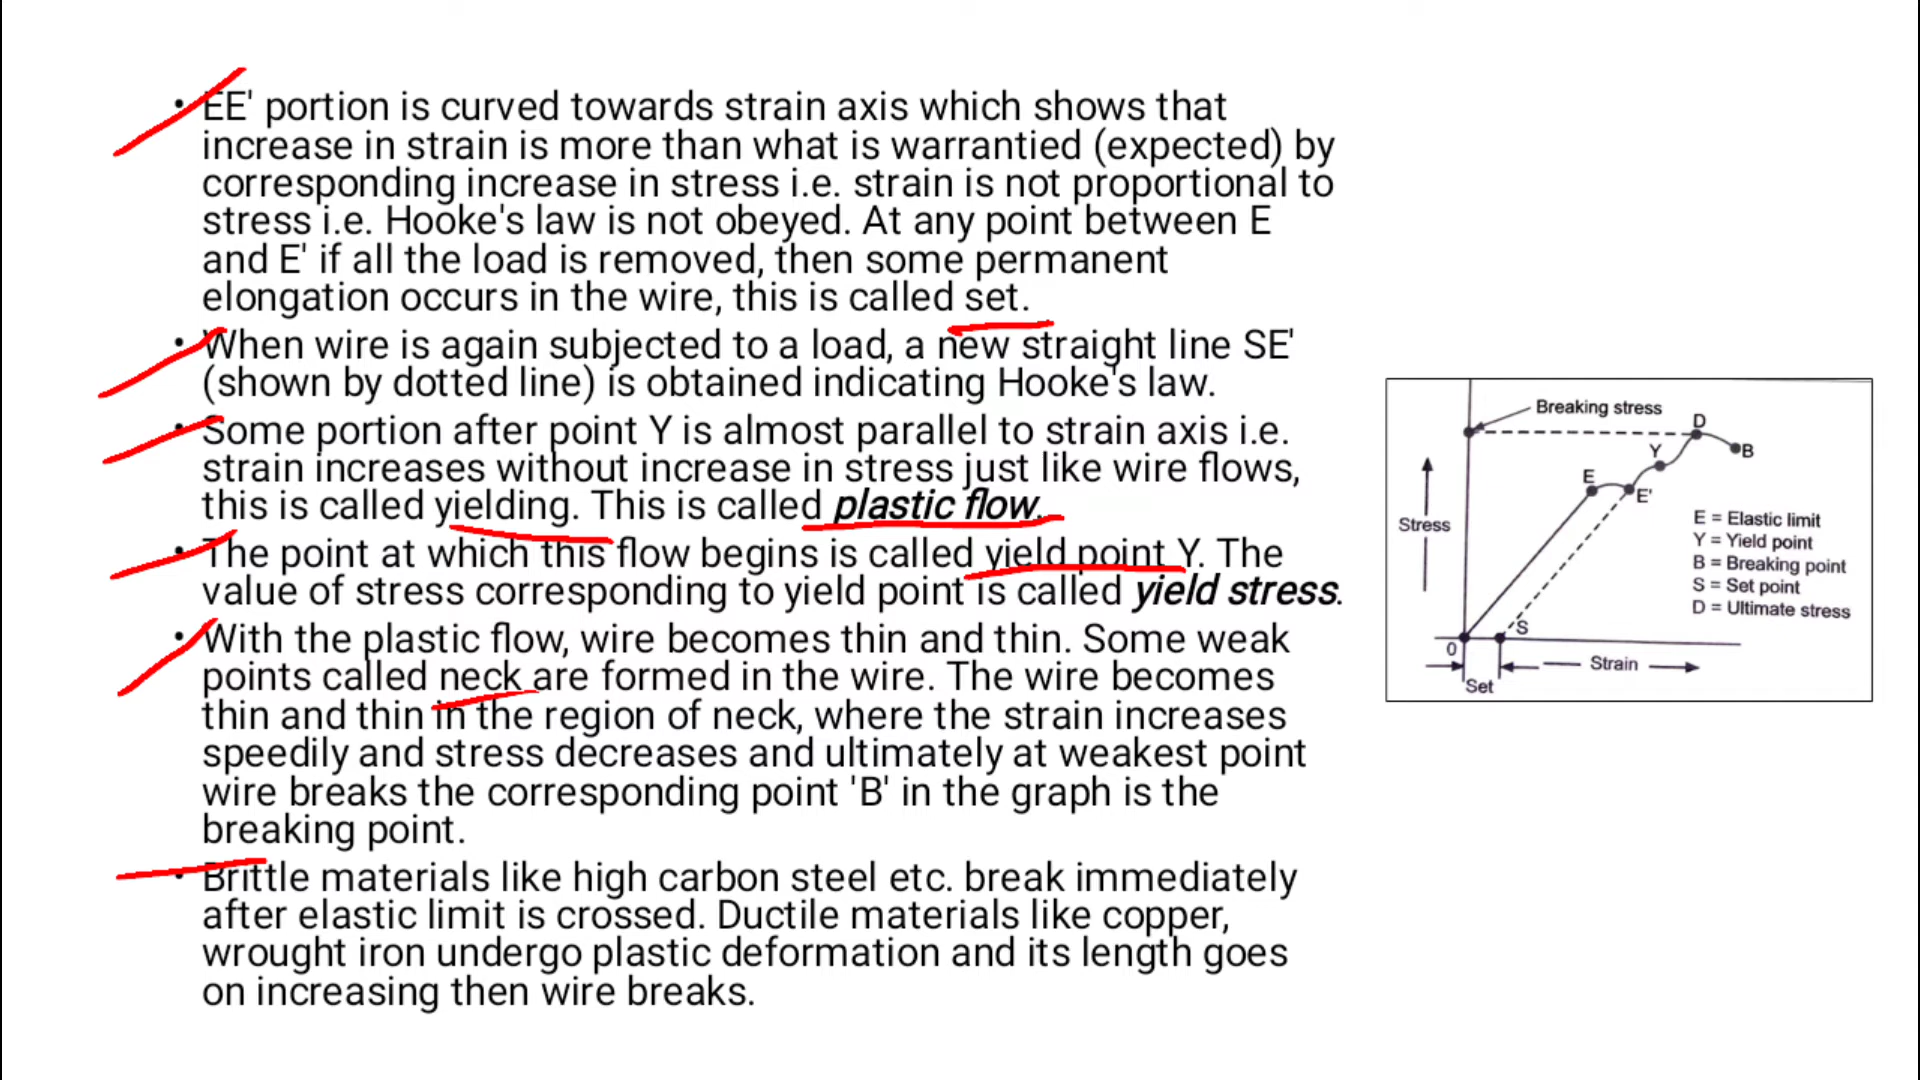 • EE' portion is curved towards strain axis which shows that
increase in strain is more than what is warrantied (expected) by
corresponding increase in stress i.e. strain is not proportional to
stress i.e. Hooke's law is not obeyed. At any point between E
and E' if all the load is removed, then some permanent
elongation occurs in the wire, this is called set.
• When wire is again subjected to a load, a new straight line SE'
(shown by dotted line) is obtained indicating Hooke's law.
• Some portion after point Y is almost parallel to strain axis i.e.
strain increases without increase in stress just like wire flows,
this is called yielding. This is called plastic flow.
• The point at which this flow begins is called yield point Y. The
value of stress corresponding to yield point is called yield stress.
• With the plastic flow, wire becomes thin and thin. Some weak
points called neck are formed in the wire. The wire becomes
thin and thin in the region of neck, where the strain increases
speedily and stress decreases and ultimately at weakest point
wire breaks the corresponding point 'B' in the graph is the
breaking point.
• Brittle materials like high carbon steel etc. break immediately
after elastic limit is crossed. Ductile materials like copper,
wrought iron undergo plastic deformation and its length goes
on increasing then wire breaks.
Breaking stress
D
Y
B
E
E'
Stress
E = Elastic limit
Y = Yield point
B = Breaking point
S = Set point
D = Ultimate stress
S
0
Strain
Set